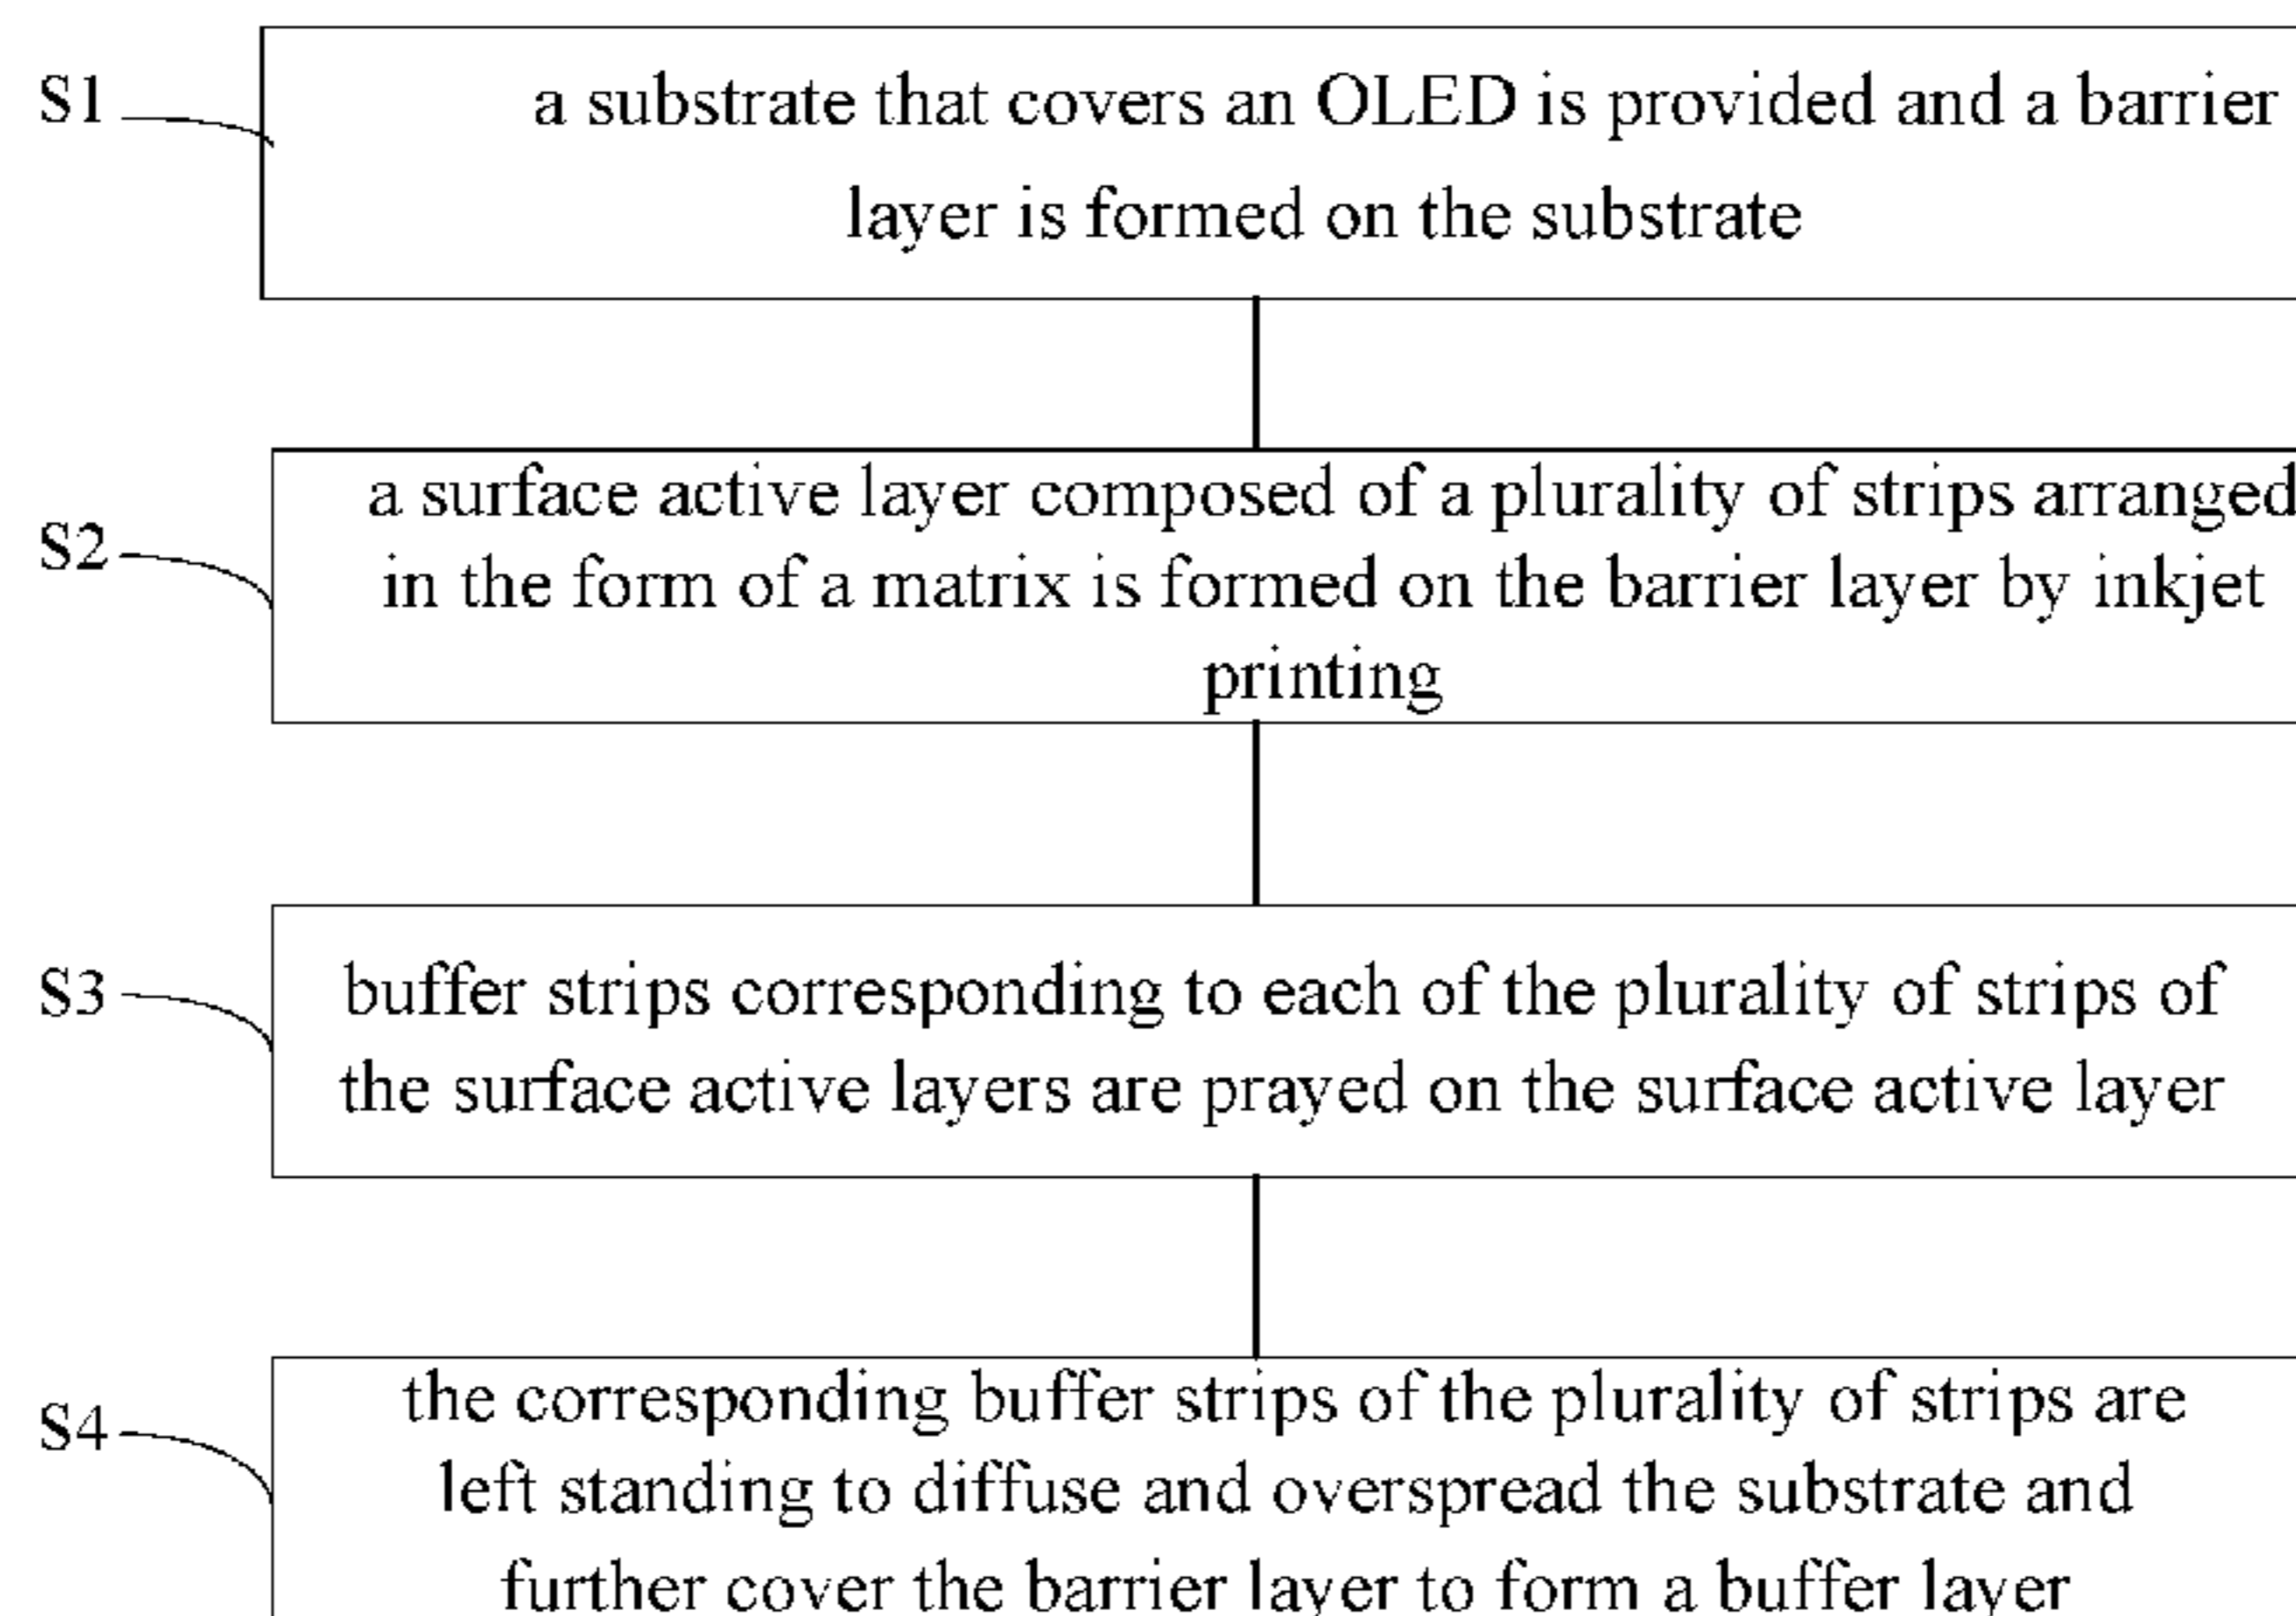 S1
a substrate that covers an OLED is provided and a barrier
layer is formed on the substrate
S2
a surface active layer composed of a plurality of strips arranged
in the form of a matrix is formed on the barrier layer by inkjet
printing
S3
buffer strips corresponding to each of the plurality of strips of
the surface active layers are prayed on the surface active layer
S4
the corresponding buffer strips of the plurality of strips are
left standing to diffuse and overspread the substrate and
further cover the barrier layer to form a buffer layer